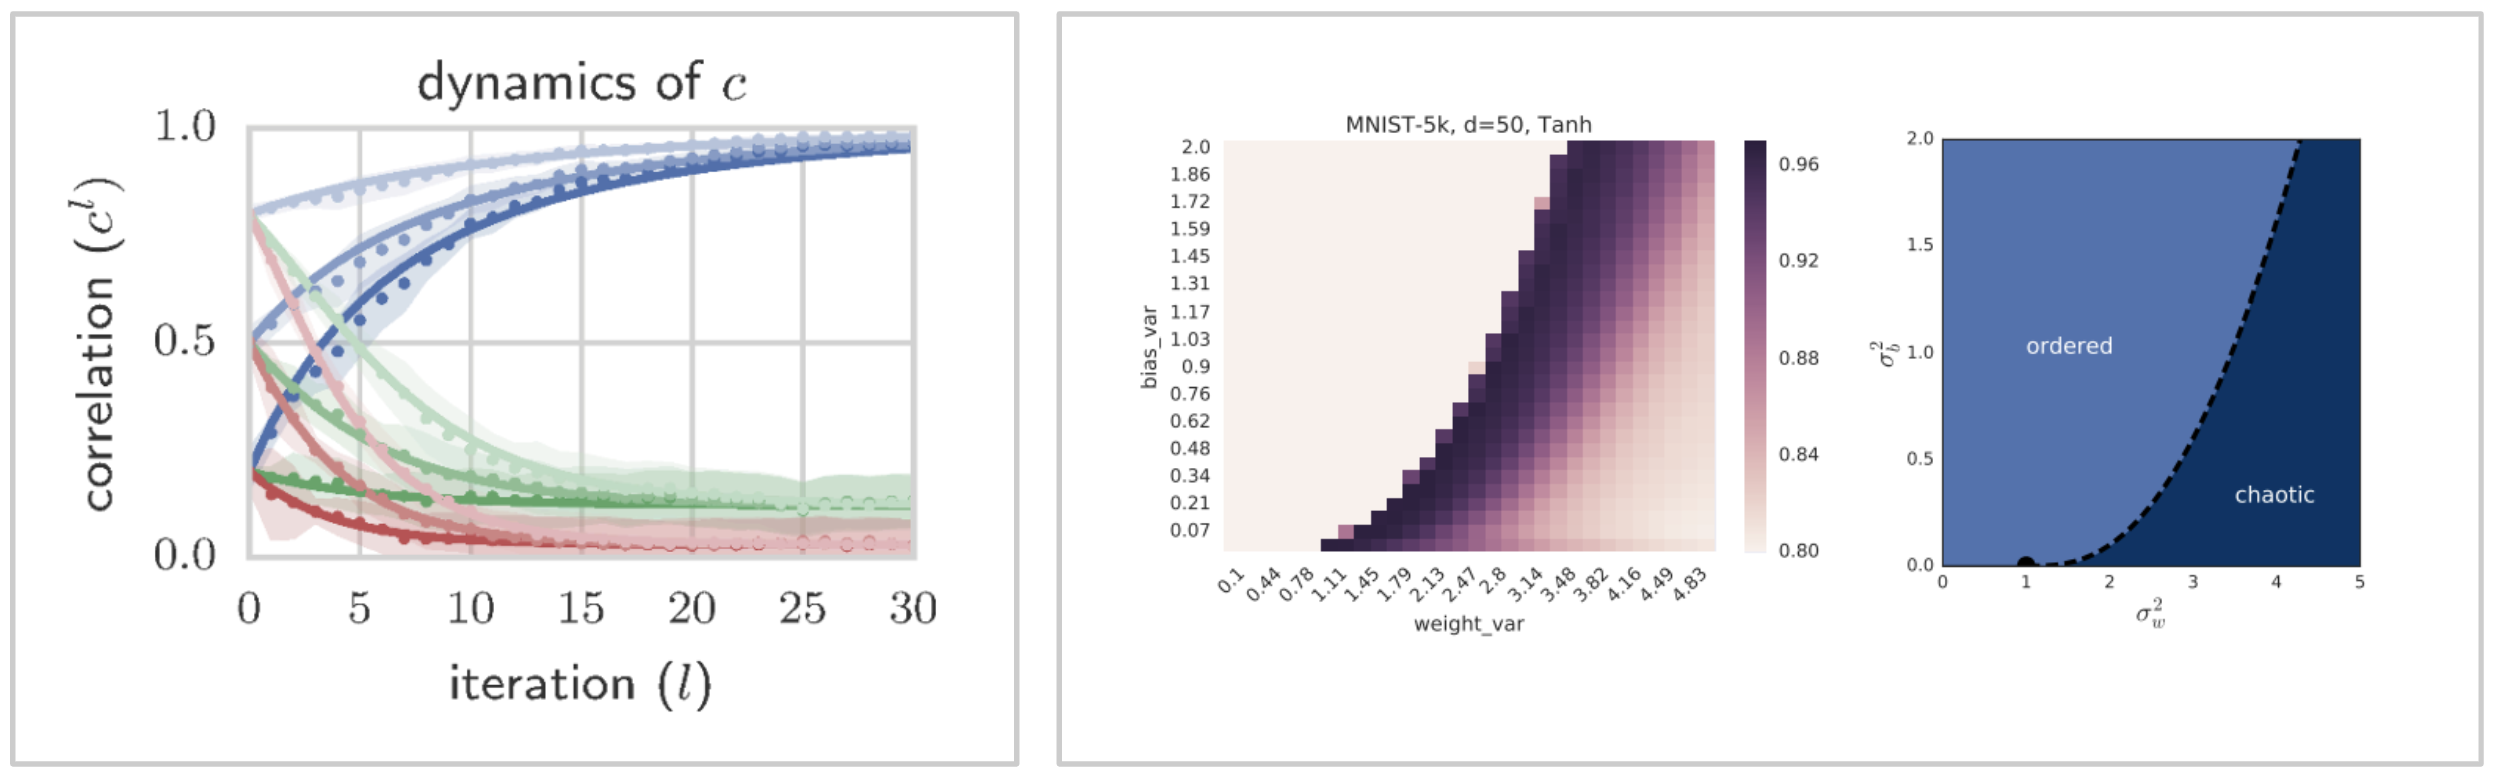 dynamics of c
correlation (c^l)
1.0
0.5
0.0
0 5 10 15 20 25 30
iteration (l)
MNIST-5k, d=50, Tanh
bias_var
2.0
1.86
1.72
1.59
1.45
1.31
1.17
1.03
0.9
0.76
0.62
0.48
0.34
0.21
0.07
0.1 0.44 0.78 1.11 1.45 1.79 2.13 2.47 2.8 3.14 3.48 3.82 4.16 4.49 4.83
weight_var
0.96
0.92
0.88
0.84
0.80
σ_b^2
2.0
1.5
1.0
0.5
0.0
ordered
chaotic
0 1 2 3 4 5
σ_w^2